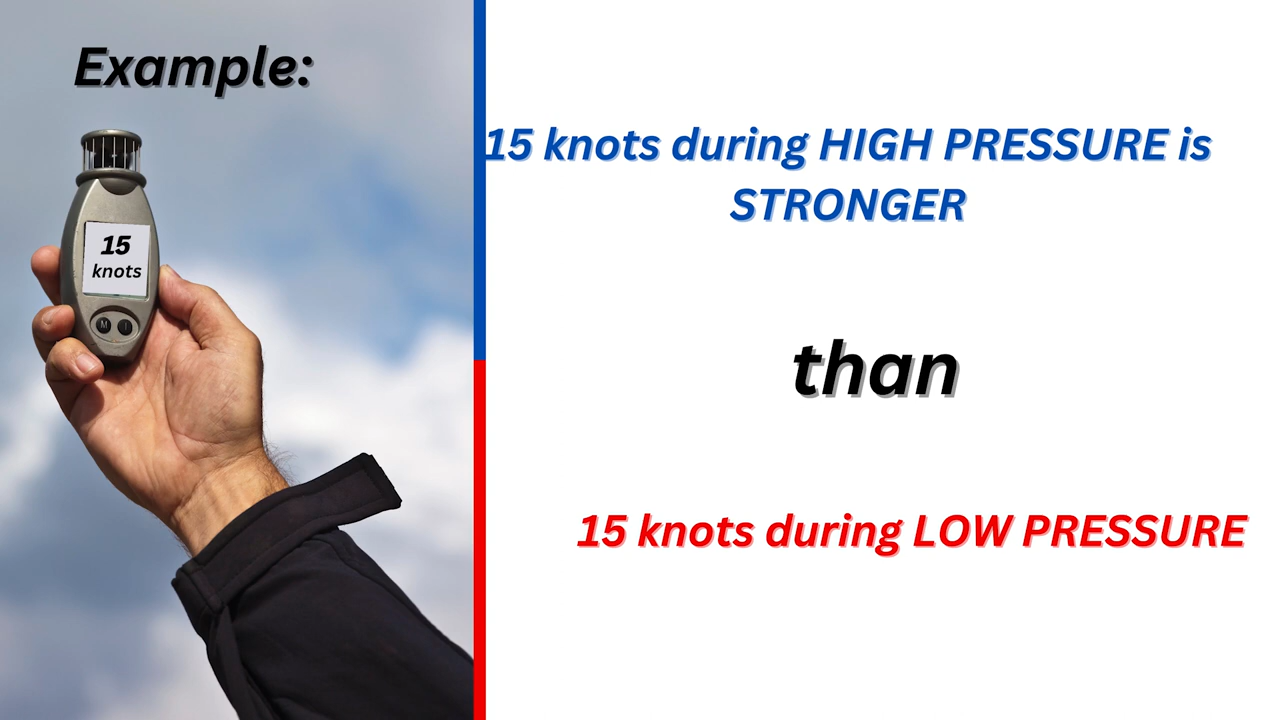 Example:
15
knots
M
I
15 knots during HIGH PRESSURE is
STRONGER
than
15 knots during LOW PRESSURE